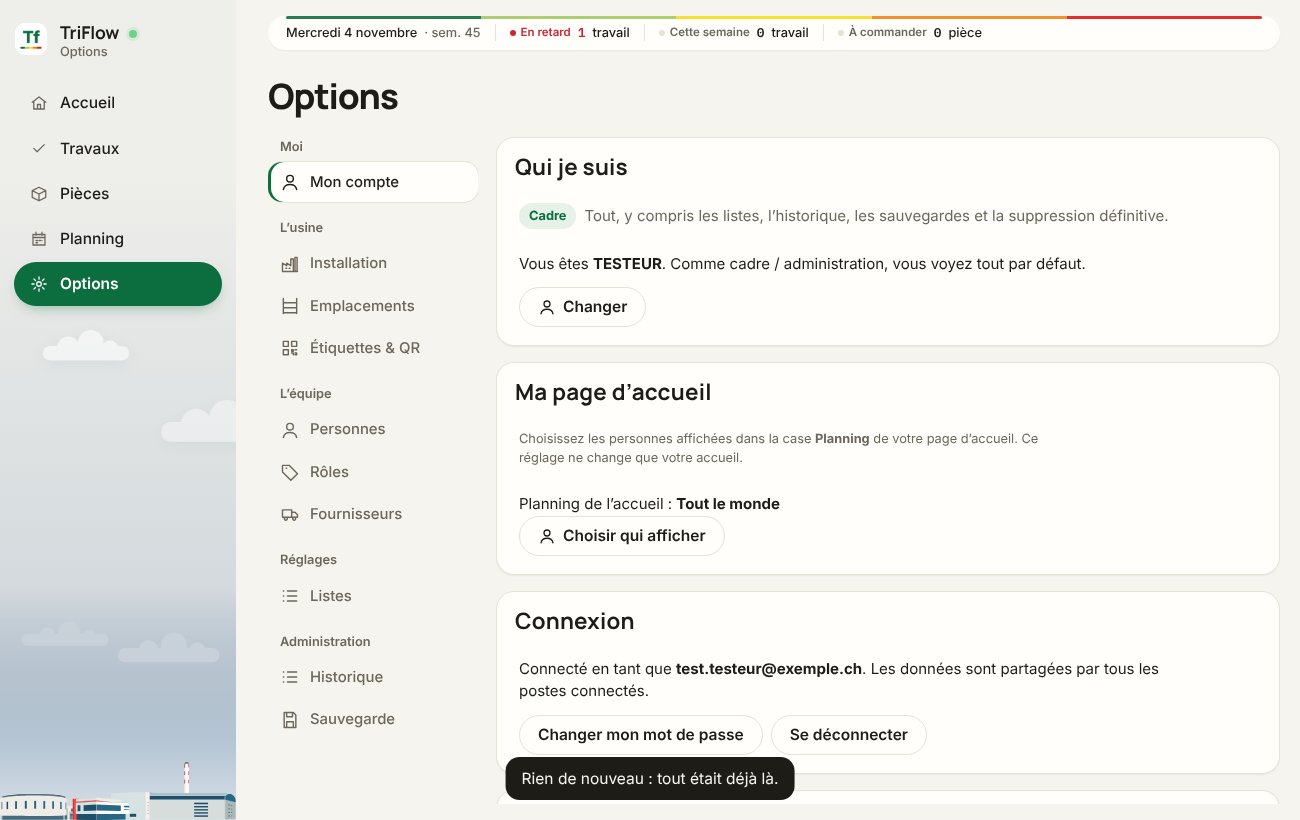 Tf
TriFlow
Options
Accueil
Travaux
Pièces
Planning
Options
Mercredi 4 novembre · sem. 45
En retard 1 travail
Cette semaine 0 travail
À commander 0 pièce
Options
Moi
Mon compte
L’usine
Installation
Emplacements
Étiquettes & QR
L’équipe
Personnes
Rôles
Fournisseurs
Réglages
Listes
Administration
Historique
Sauvegarde
Qui je suis
Cadre Tout, y compris les listes, l’historique, les sauvegardes et la suppression définitive.
Vous êtes TESTEUR. Comme cadre / administration, vous voyez tout par défaut.
Changer
Ma page d’accueil
Choisissez les personnes affichées dans la case Planning de votre page d’accueil. Ce
réglage ne change que votre accueil.
Planning de l’accueil : Tout le monde
Choisir qui afficher
Connexion
Connecté en tant que test.testeur@exemple.ch. Les données sont partagées par tous les
postes connectés.
Changer mon mot de passe
Se déconnecter
Rien de nouveau : tout était déjà là.